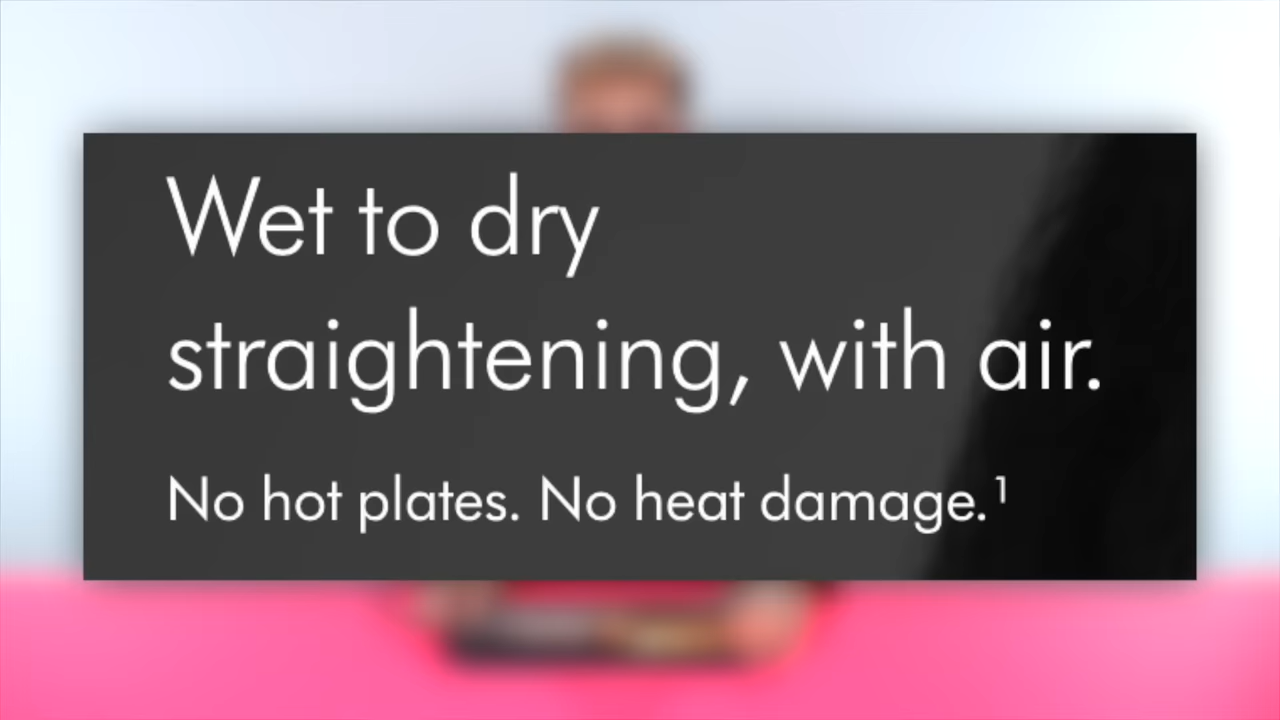 Wet to dry
straightening, with air.
No hot plates. No heat damage.¹